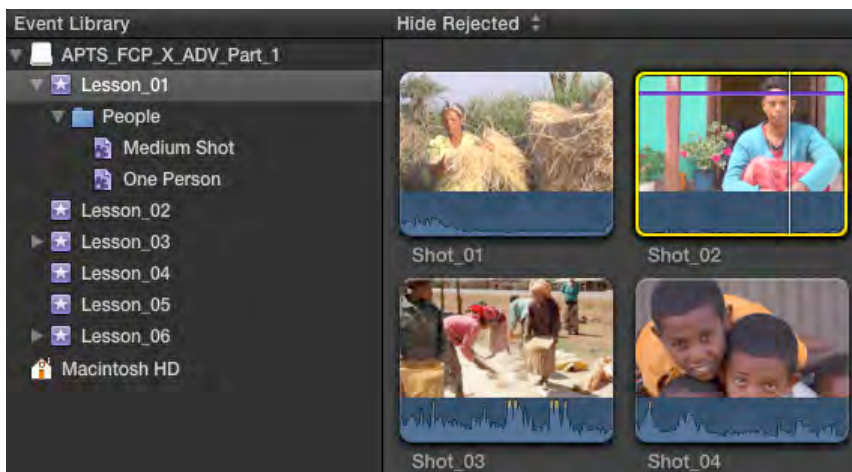 Event Library
Hide Rejected
APTS_FCP_X_ADV_Part_1
Lesson_01
People
Medium Shot
One Person
Lesson_02
Lesson_03
Lesson_04
Lesson_05
Lesson_06
Macintosh HD
Shot_01
Shot_02
Shot_03
Shot_04